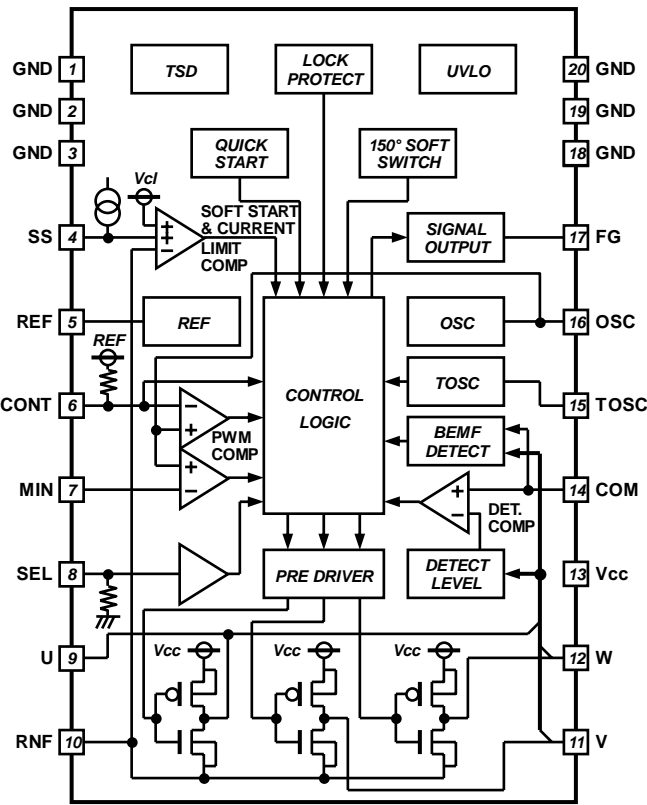 TSD
LOCK
PROTECT
UVLO
GND 1
20 GND
GND 2
19 GND
GND 3
18 GND
QUICK
START
150° SOFT
SWITCH
Vcl
SS 4
+
+
−
SOFT START
& CURRENT
LIMIT
COMP
SIGNAL
OUTPUT
17 FG
REF 5
REF
OSC
16 OSC
REF
CONT 6
CONTROL
LOGIC
TOSC
15 TOSC
−
+
PWM
COMP
BEMF
DETECT
+
−
MIN 7
+
−
DET.
COMP
14 COM
SEL 8
PRE DRIVER
DETECT
LEVEL
13 Vcc
U 9
Vcc
Vcc
Vcc
12 W
RNF 10
11 V